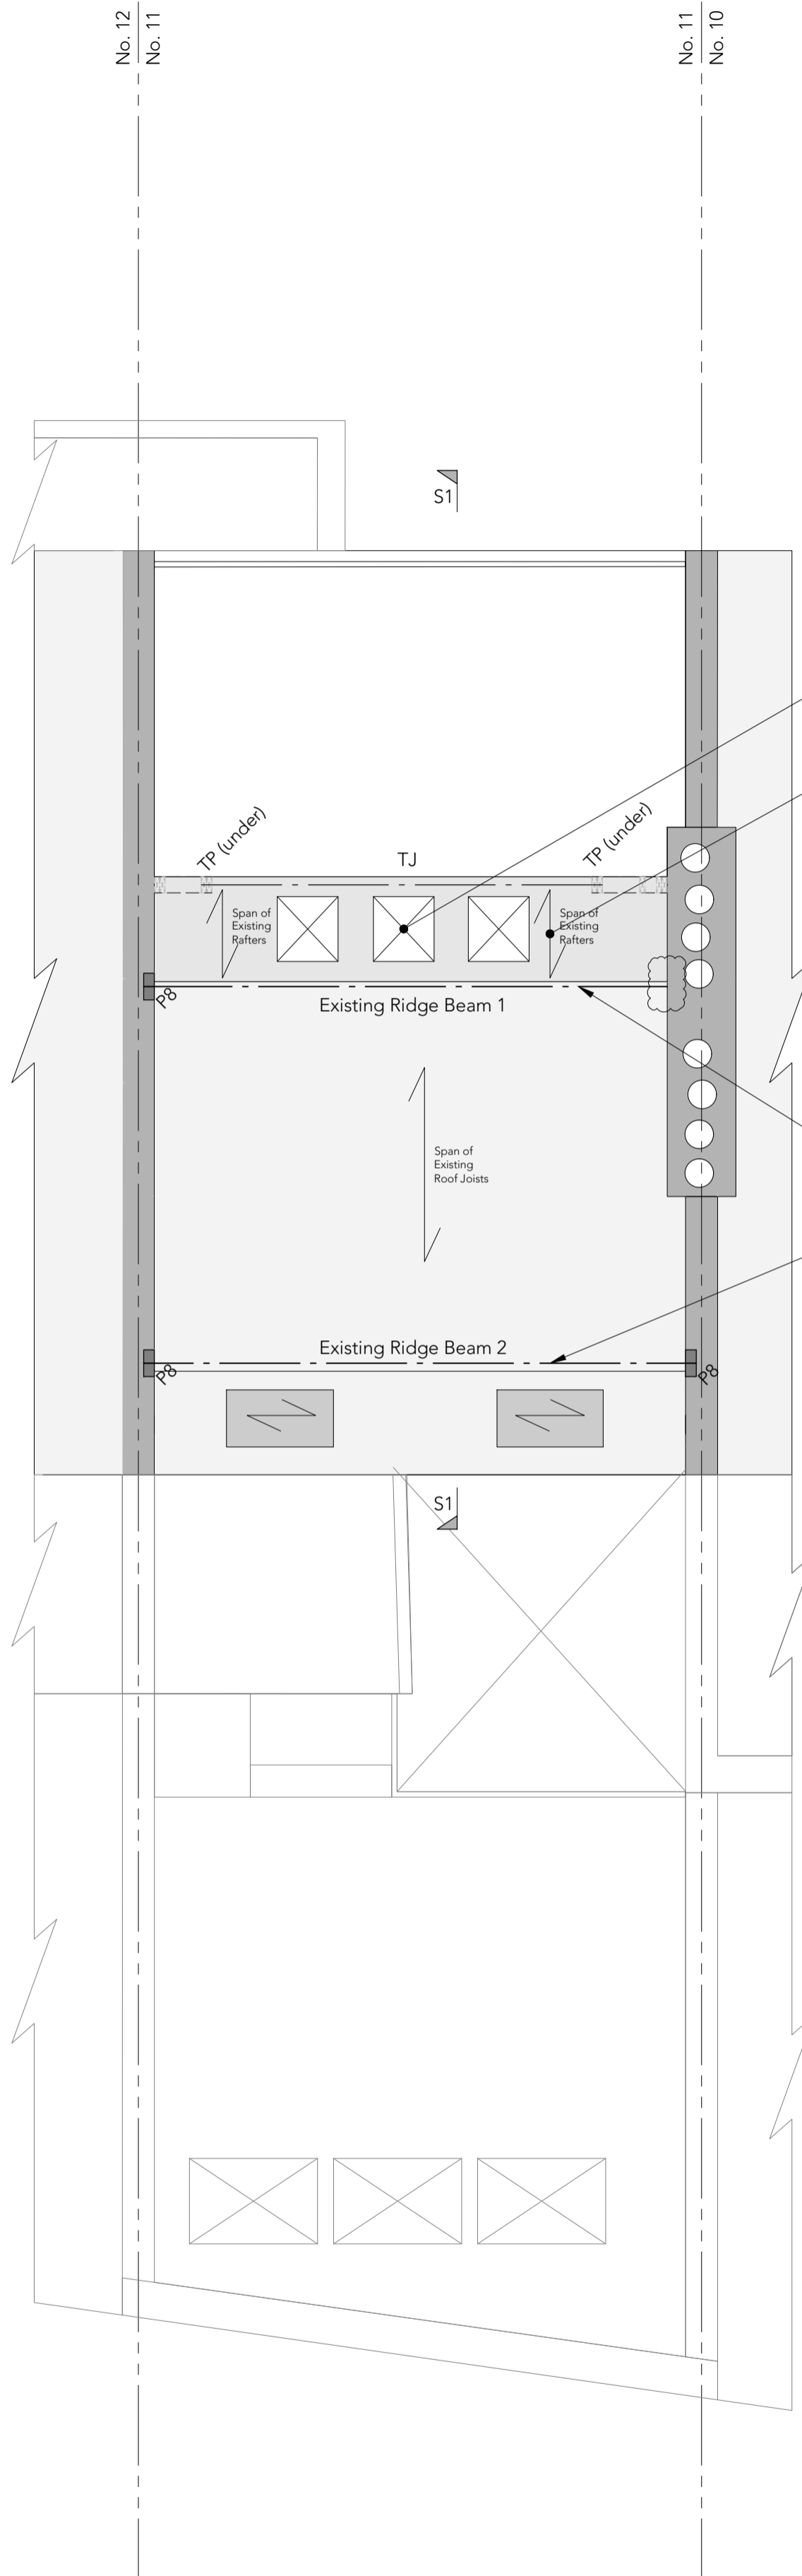 No. 12
No. 11
No. 11
No. 10
S1
TP (under)
TJ
TP (under)
Span of
Existing
Rafters
Span of
Existing
Rafters
P8
Existing Ridge Beam 1
Span of
Existing
Roof Joists
Existing Ridge Beam 2
P8
P8
S1